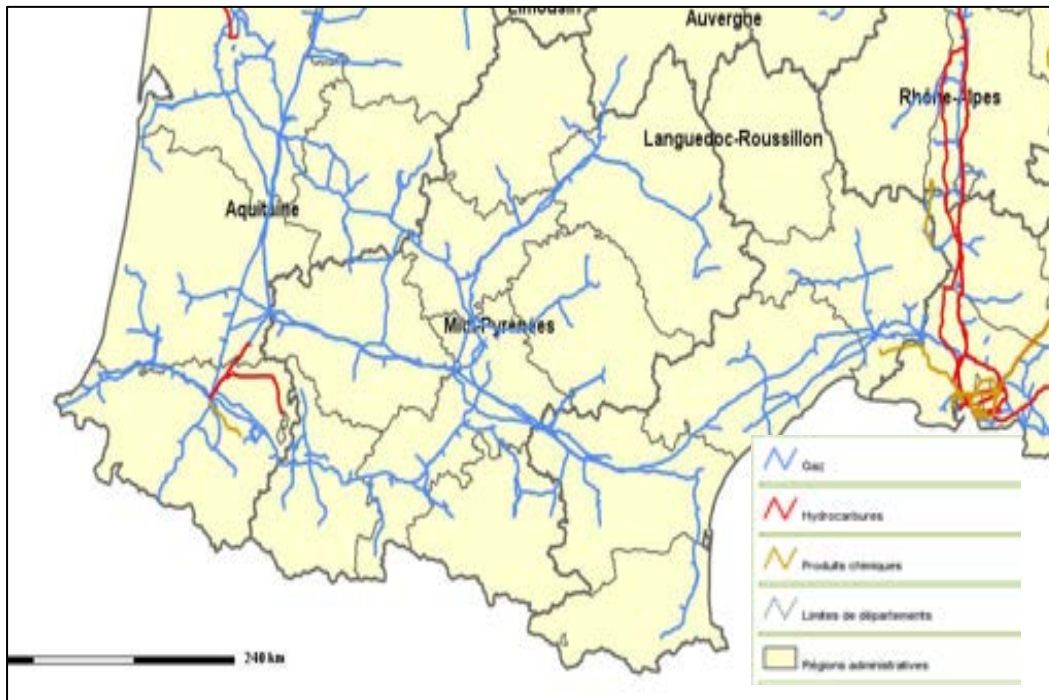 Limousin
Auvergne
Rhône-Alpes
Languedoc-Roussillon
Aquitaine
Midi-Pyrénées
Gaz
Hydrocarbures
Produits chimiques
Limites de départements
240 km
Régions administratives